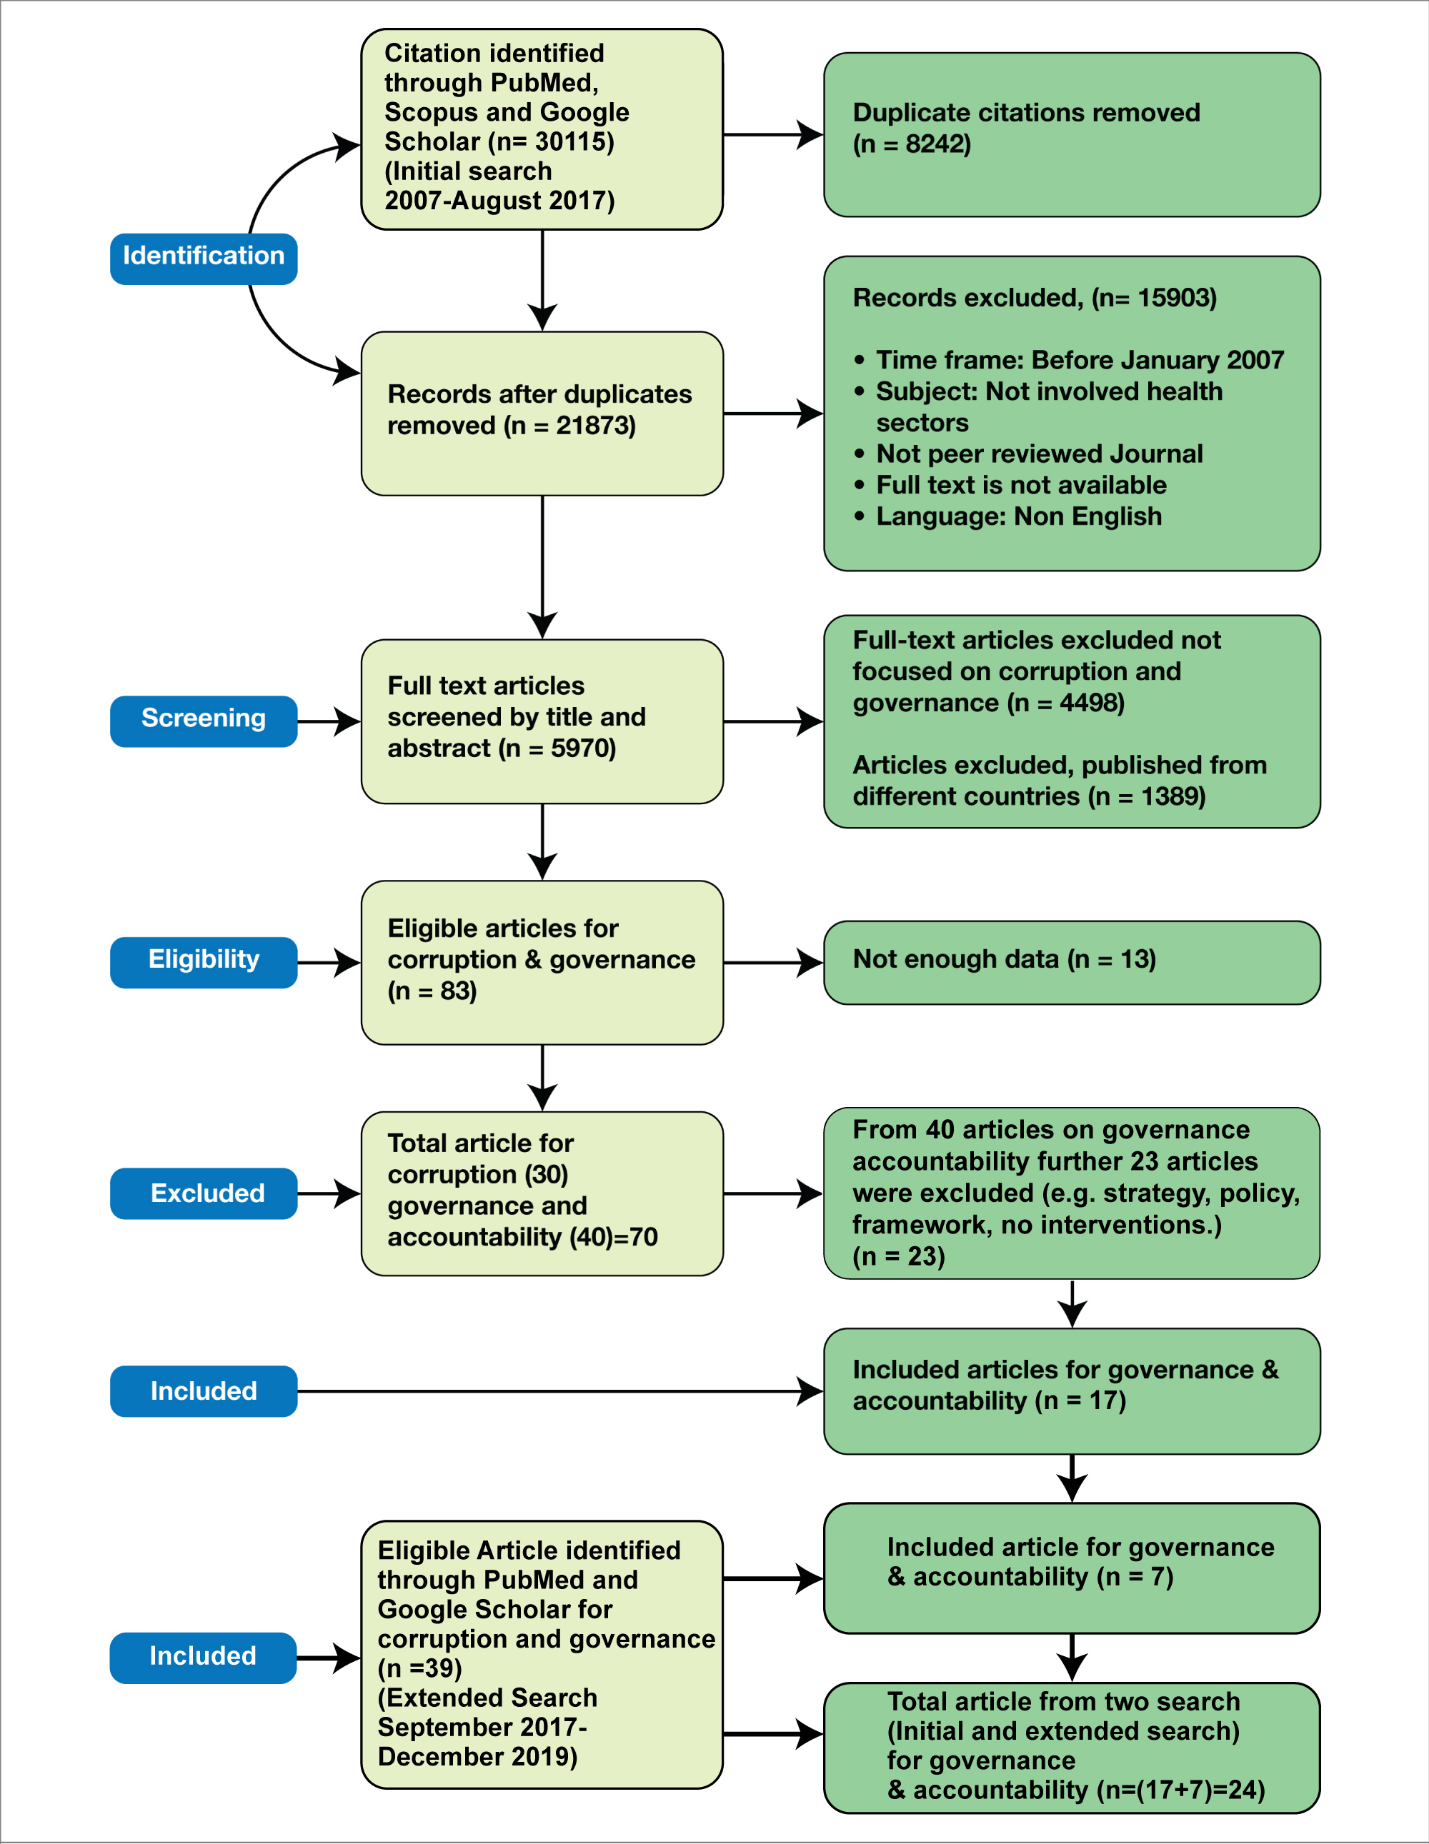 Citation identified
through PubMed,
Scopus and Google
Scholar (n= 30115)
(Initial search
2007-August 2017)
Duplicate citations removed
(n = 8242)
Identification
Records after duplicates
removed (n = 21873)
Records excluded, (n= 15903)
• Time frame: Before January 2007
• Subject: Not involved health
sectors
• Not peer reviewed Journal
• Full text is not available
• Language: Non English
Screening
Full text articles
screened by title and
abstract (n = 5970)
Full-text articles excluded not
focused on corruption and
governance (n = 4498)
Articles excluded, published from
different countries (n = 1389)
Eligibility
Eligible articles for
corruption & governance
(n = 83)
Not enough data (n = 13)
Excluded
Total article for
corruption (30)
governance and
accountability (40)=70
From 40 articles on governance
accountability further 23 articles
were excluded (e.g. strategy, policy,
framework, no interventions.)
(n = 23)
Included
Included articles for governance &
accountability (n = 17)
Included
Eligible Article identified
through PubMed and
Google Scholar for
corruption and governance
(n =39)
(Extended Search
September 2017-
December 2019)
Included article for governance
& accountability (n = 7)
Total article from two search
(Initial and extended search)
for governance
& accountability (n=(17+7)=24)